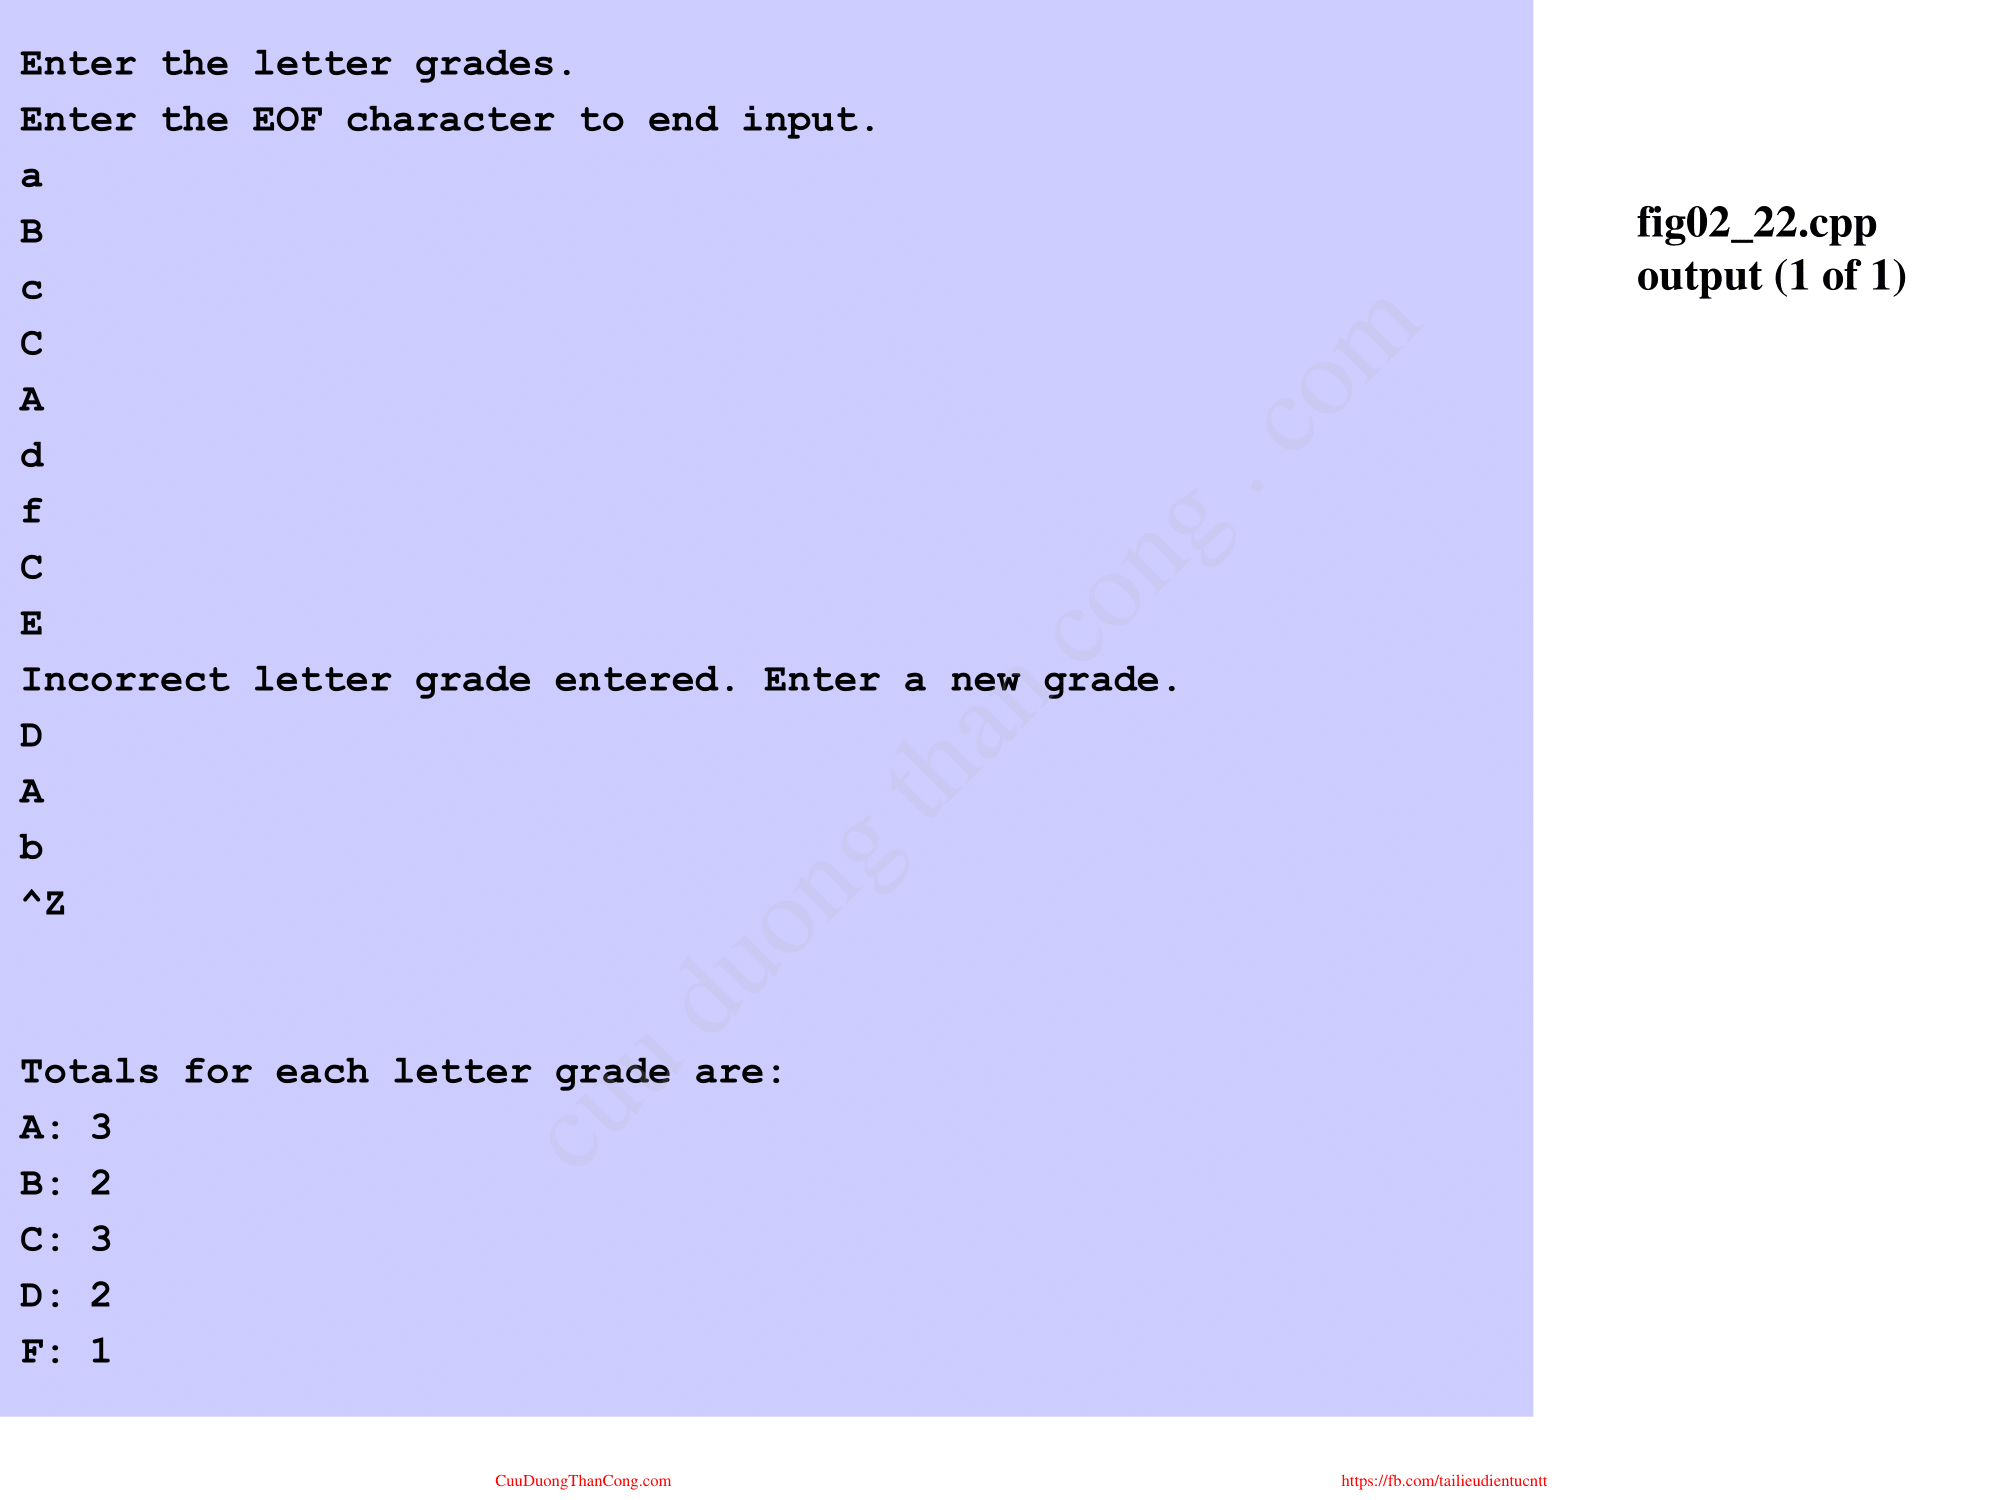 Enter the letter grades.
Enter the EOF character to end input.
a
B
c
C
A
d
f
C
E
Incorrect letter grade entered. Enter a new grade.
D
A
b
^Z
Totals for each letter grade are:
A: 3
B: 2
C: 3
D: 2
F: 1
fig02_22.cpp
output (1 of 1)
cuu duong than cong . com
CuuDuongThanCong.com
https://fb.com/tailieudientucntt